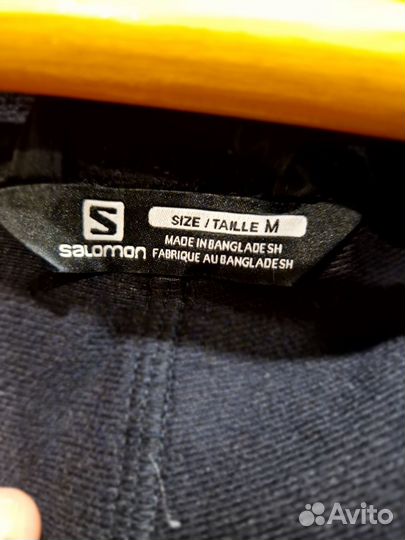 S
SIZE / TAILLE M
MADE IN BANGLADESH
salomon
FABRIQUE AU BANGLADESH
Avito